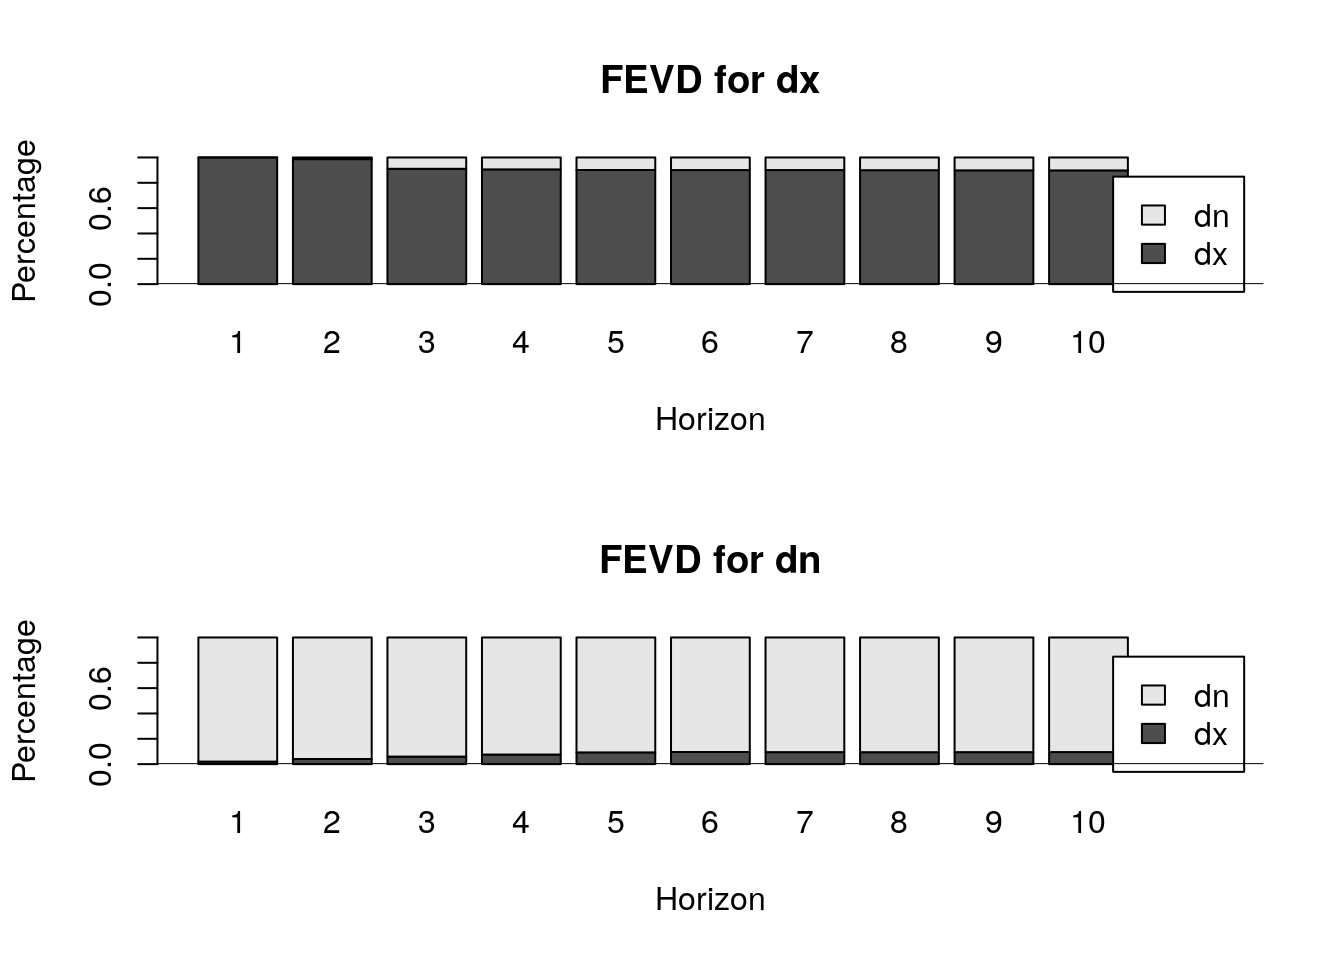 FEVD for dx
Percentage
0.6
0.0
dn
dx
1 2 3 4 5 6 7 8 9 10
Horizon
FEVD for dn
Percentage
0.6
0.0
dn
dx
1 2 3 4 5 6 7 8 9 10
Horizon